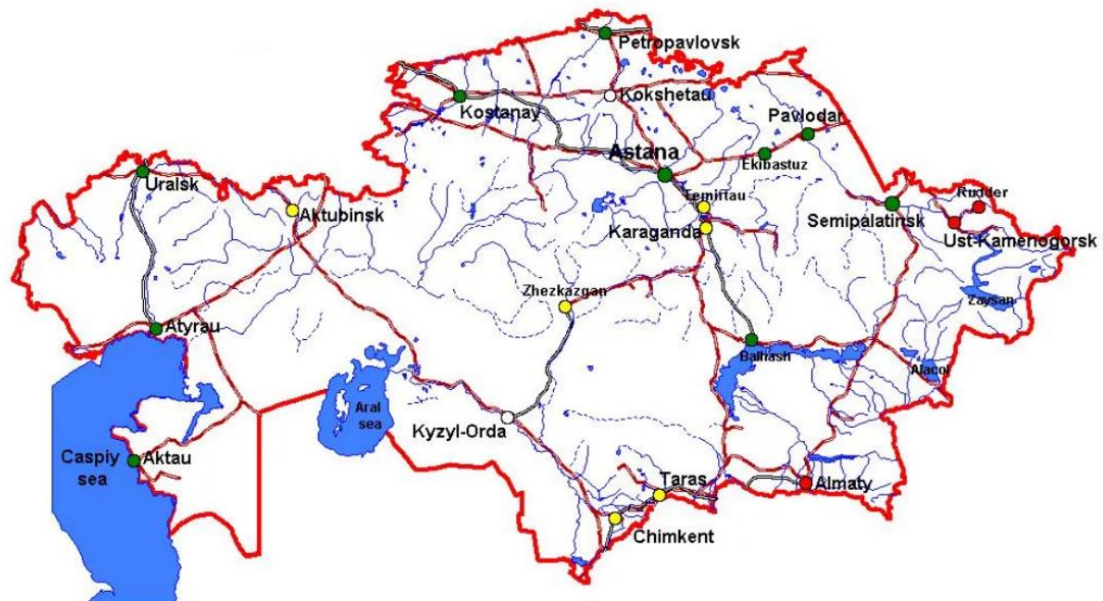 Petropavlovsk
Kokshetau
Kostanay
Pavlodar
Astana
Ekibastuz
Uralsk
Temirtau
Rudder
Aktubinsk
Semipalatinsk
Karaganda
Ust-Kamenogorsk
Zhezkazgan
Zaysan
Atyrau
Balhash
Alacol
Aral
sea
Kyzyl-Orda
Caspiy
sea
Aktau
Taras
Almaty
Chimkent